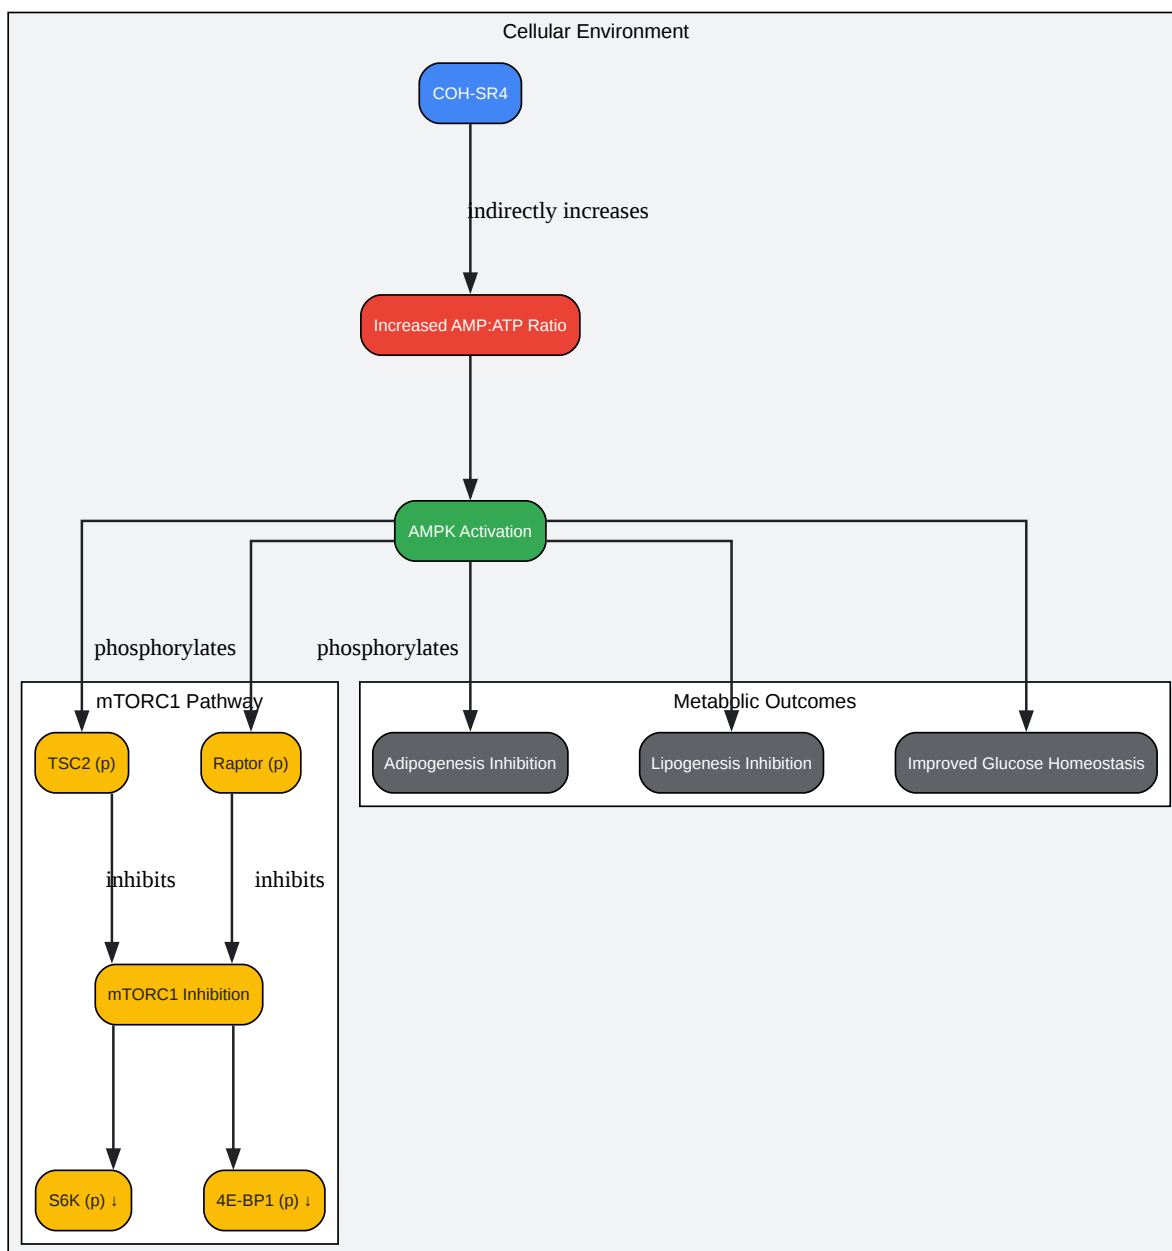 Cellular Environment
COH-SR4
indirectly increases
Increased AMP:ATP Ratio
AMPK Activation
phosphorylates
phosphorylates
mTORC1 Pathway
Metabolic Outcomes
TSC2 (p)
Raptor (p)
Adipogenesis Inhibition
Lipogenesis Inhibition
Improved Glucose Homeostasis
inhibits
inhibits
mTORC1 Inhibition
S6K (p) ↓
4E-BP1 (p) ↓